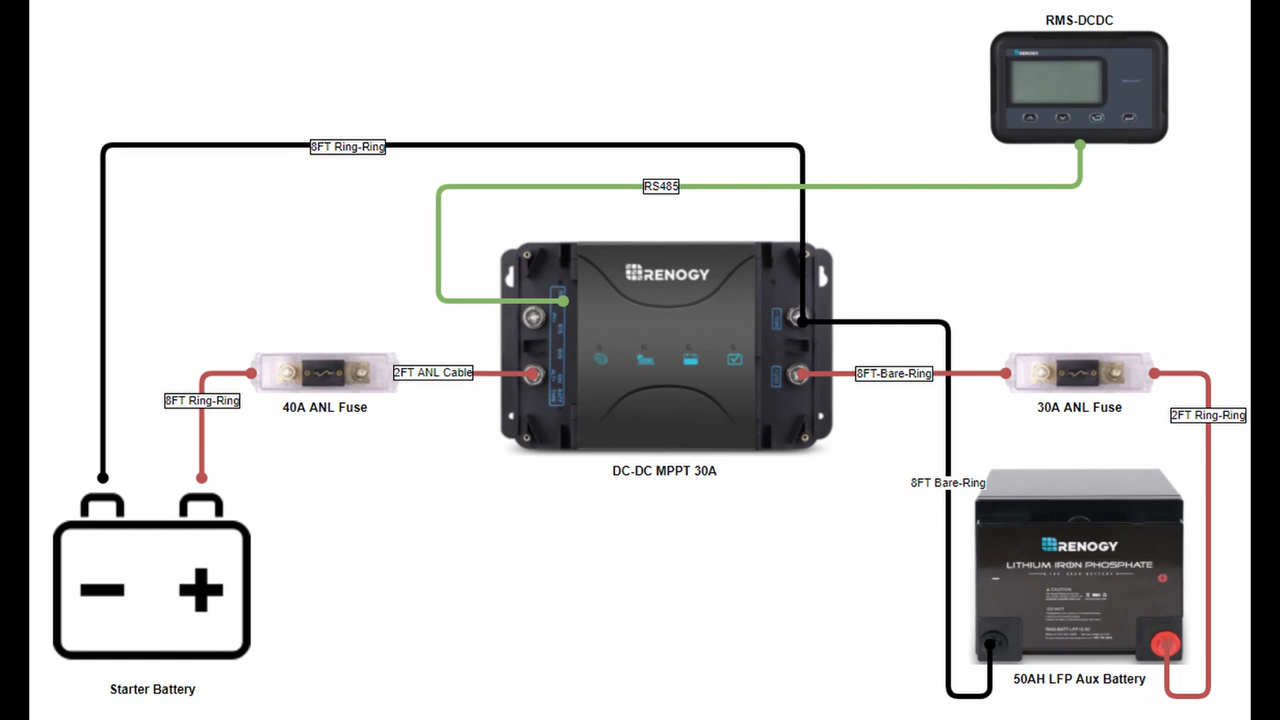 RMS-DCDC
RENOGY
8FT Ring-Ring
RS485
RENOGY
2FT ANL Cable
8FT-Bare-Ring
8FT Ring-Ring
40A ANL Fuse
30A ANL Fuse
2FT Ring-Ring
DC-DC MPPT 30A
8FT Bare-Ring
RENOGY
LITHIUM IRON PHOSPHATE
CAUTION
50AH LFP Aux Battery
Starter Battery